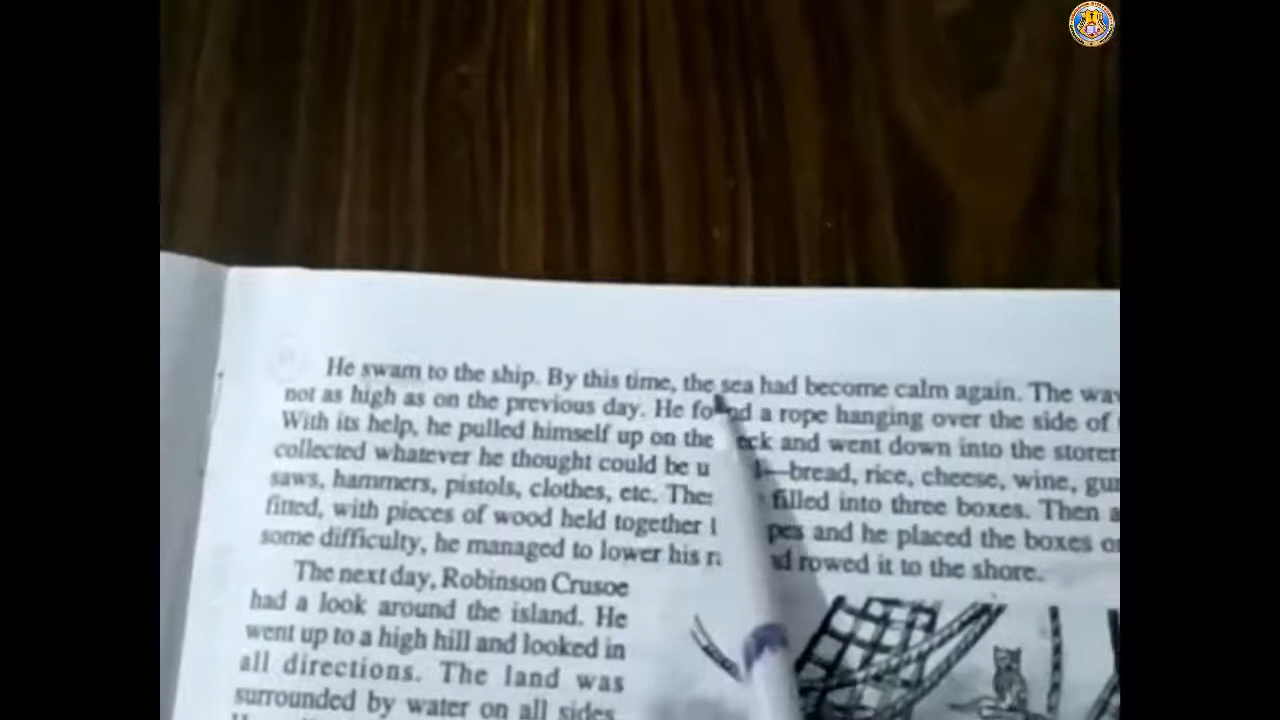 He swam to the ship. By this time, the sea had become calm again. The
not as high as on the previous day. He found a rope hanging over the side of
With its help, he pulled himself up on the and went down into the
collected whatever he thought could be —bread, rice, cheese, wine,
saws, hammers, pistols, clothes, etc. filled into three boxes. Then
fitted, with pieces of wood held together and he placed the boxes
some difficulty, he managed to lower his rowed it to the shore.
The next day, Robinson Crusoe
had a look around the island. He
went up to a high hill and looked in
all directions. The land was
surrounded by water on all sides.